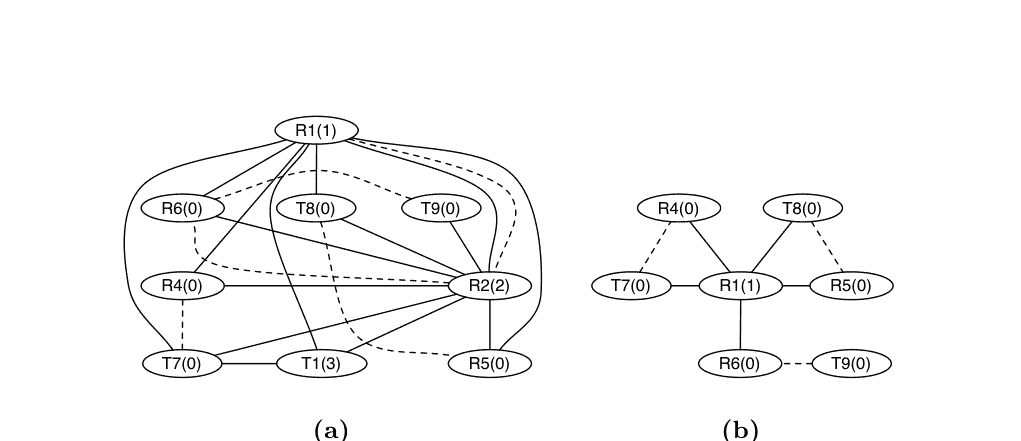 R1(1)
R6(0) T8(0) T9(0) R4(0) T8(0)
R4(0) R2(2) T7(0) R1(1) R5(0)
T7(0) T1(3) R5(0) R6(0) T9(0)
(a) (b)